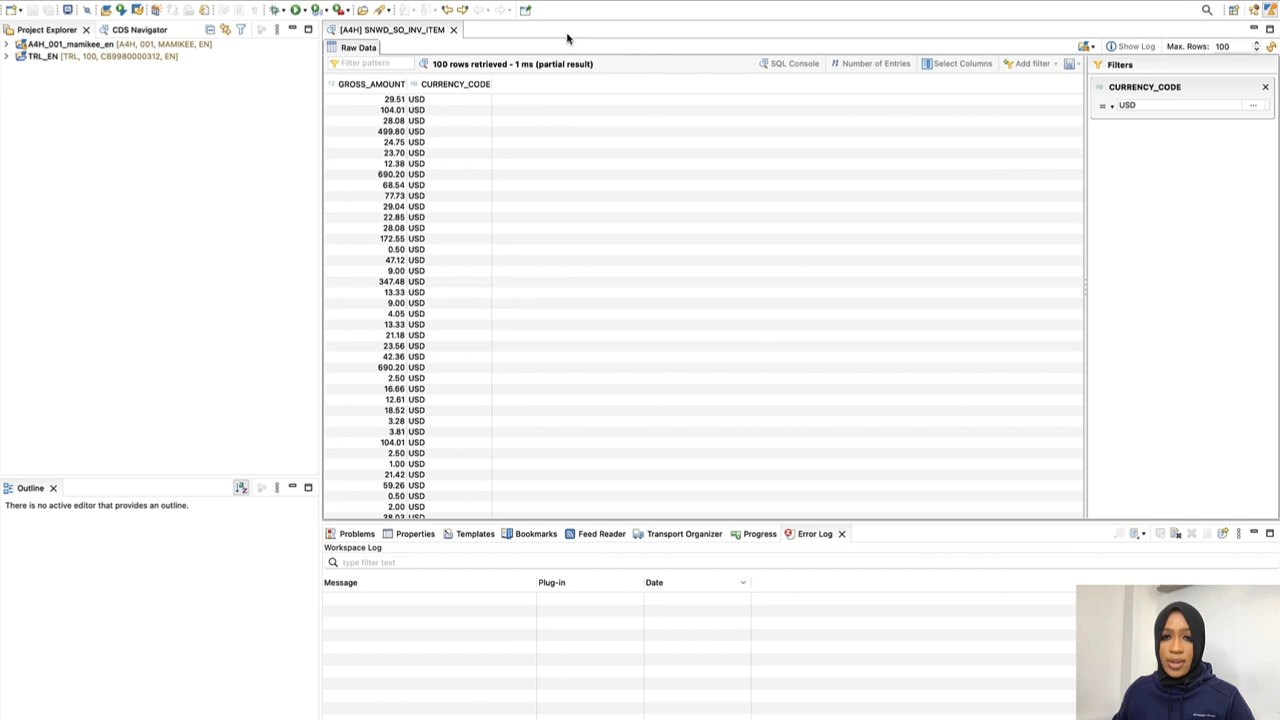 Project Explorer
CDS Navigator
A4H_001_mamikee_en [A4H, 001, MAMIKEE, EN]
TRL_EN [TRL, 100, CB9980000312, EN]
[A4H] SNWD_SO_INV_ITEM
Raw Data
Show Log
Max. Rows: 100
Filter pattern
100 rows retrieved - 1 ms (partial result)
SQL Console
Number of Entries
Select Columns
Add filter
Filters
GROSS_AMOUNT
CURRENCY_CODE
29.51 USD
104.01 USD
28.08 USD
499.80 USD
24.75 USD
23.70 USD
12.38 USD
690.20 USD
68.54 USD
77.73 USD
29.04 USD
22.85 USD
28.08 USD
172.55 USD
0.50 USD
47.12 USD
9.00 USD
347.48 USD
13.33 USD
9.00 USD
4.05 USD
13.33 USD
21.18 USD
23.56 USD
42.36 USD
690.20 USD
2.50 USD
16.66 USD
12.61 USD
18.52 USD
3.28 USD
3.81 USD
104.01 USD
2.50 USD
1.00 USD
21.42 USD
59.26 USD
0.50 USD
2.00 USD
CURRENCY_CODE
= USD ...
Outline
There is no active editor that provides an outline.
Problems
Properties
Templates
Bookmarks
Feed Reader
Transport Organizer
Progress
Error Log
Workspace Log
type filter text
Message
Plug-in
Date